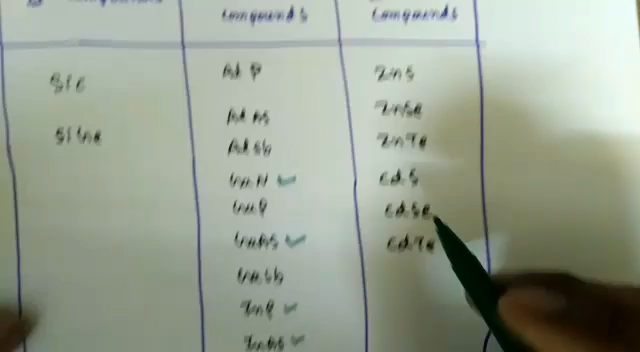 compounds
compounds
SiC
SiGe
AlP
AlAs
AlSb
GaN
GaP
GaAs
GaSb
InP
InAs
ZnS
ZnSe
ZnTe
CdS
CdSe
CdTe